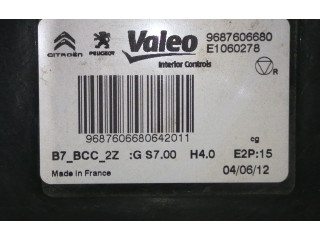 CITROËN
PEUGEOT
Valeo
Interior Controls
9687606680
E1060278
R
9687606680642011
cg
B7_BCC_2Z :G S7.00 H4.0 E2P:15
Made in France 04/06/12